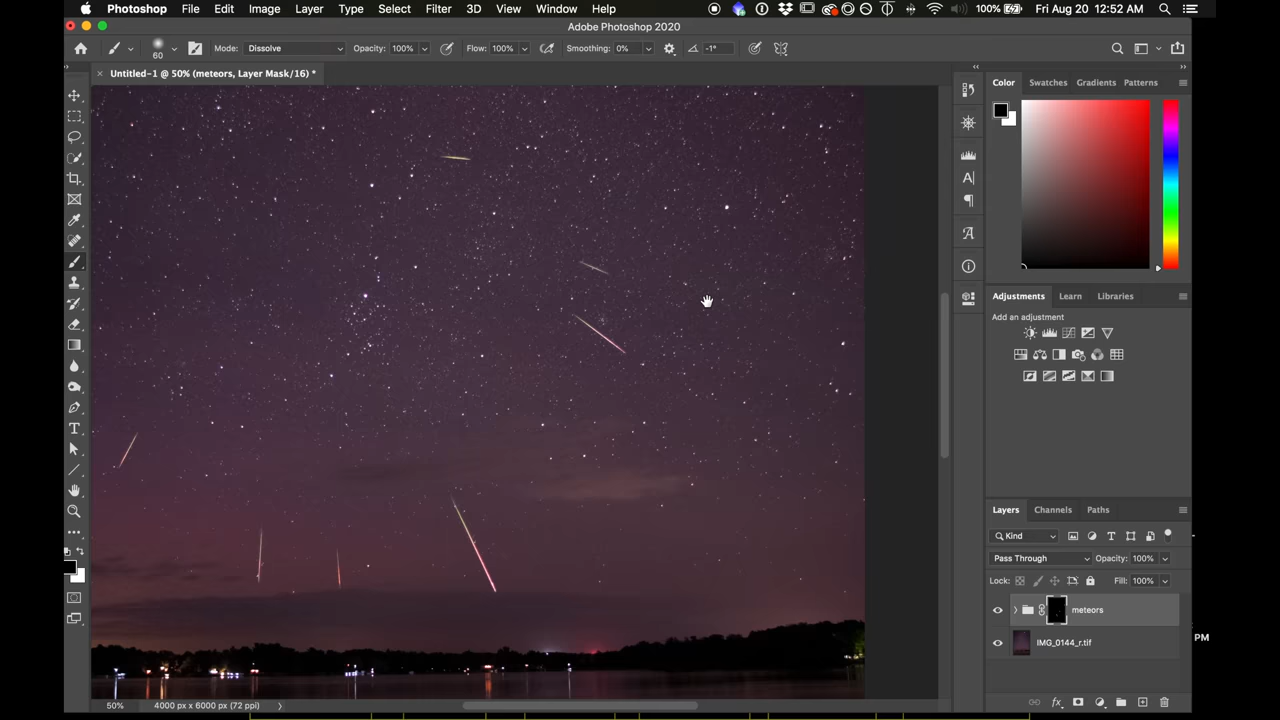 Photoshop File Edit Image Layer Type Select Filter 3D View Window Help 100% Fri Aug 20 12:52 AM
Adobe Photoshop 2020
60 Mode: Dissolve Opacity: 100% Flow: 100% Smoothing: 0% -1°
Untitled-1 @ 50% (meteors, Layer Mask/16) *
Color Swatches Gradients Patterns
Adjustments Learn Libraries
Add an adjustment
Layers Channels Paths
Kind
Pass Through Opacity: 100%
Lock: Fill: 100%
meteors
PM
IMG_0144_r.tif
50% 4000 px x 6000 px (72 ppi)